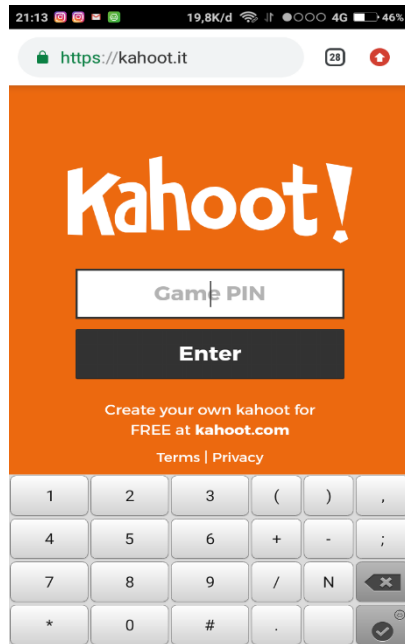 21:13 19,8K/d 4G 46%
https://kahoot.it 28
Kahoot!
Game PIN
Enter
Create your own kahoot for
FREE at kahoot.com
Terms | Privacy
1 2 3 ( ) ,
4 5 6 + - ;
7 8 9 / N
* 0 # .